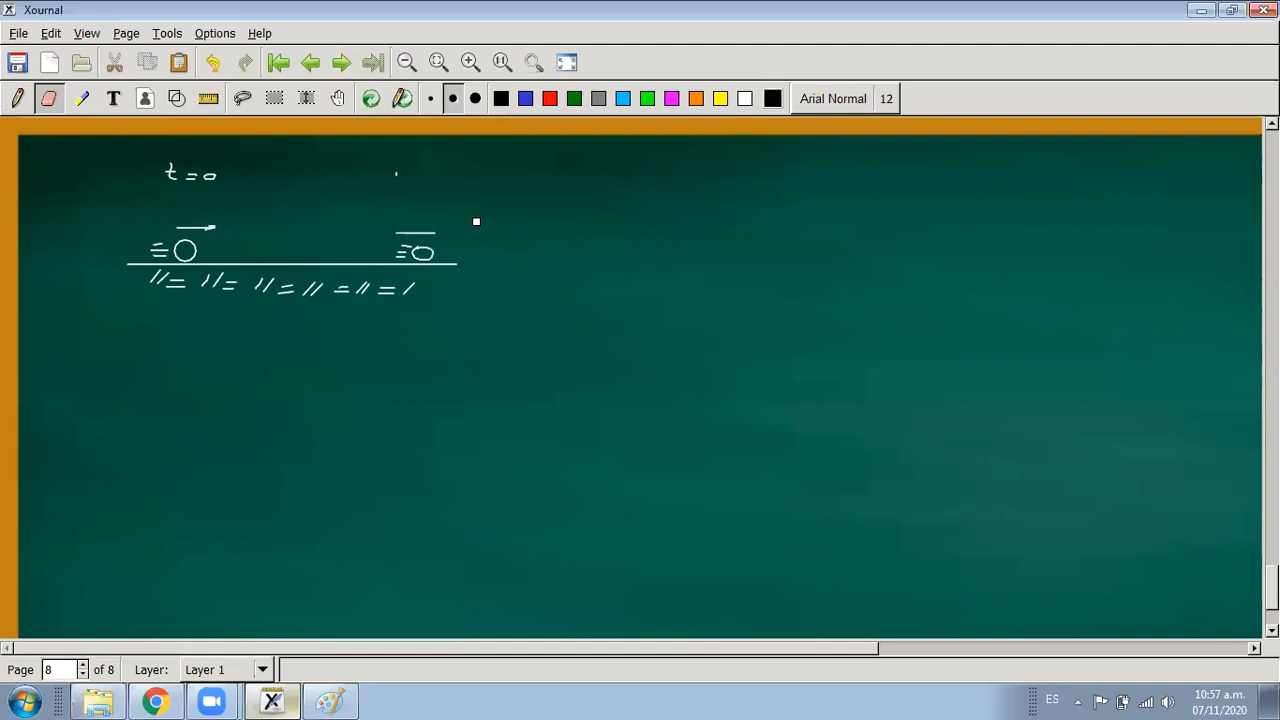 Xournal
File Edit View Page Tools Options Help
T Arial Normal 12
t = 0
Page 8 of 8 Layer: Layer 1
ES 10:57 a.m.
07/11/2020